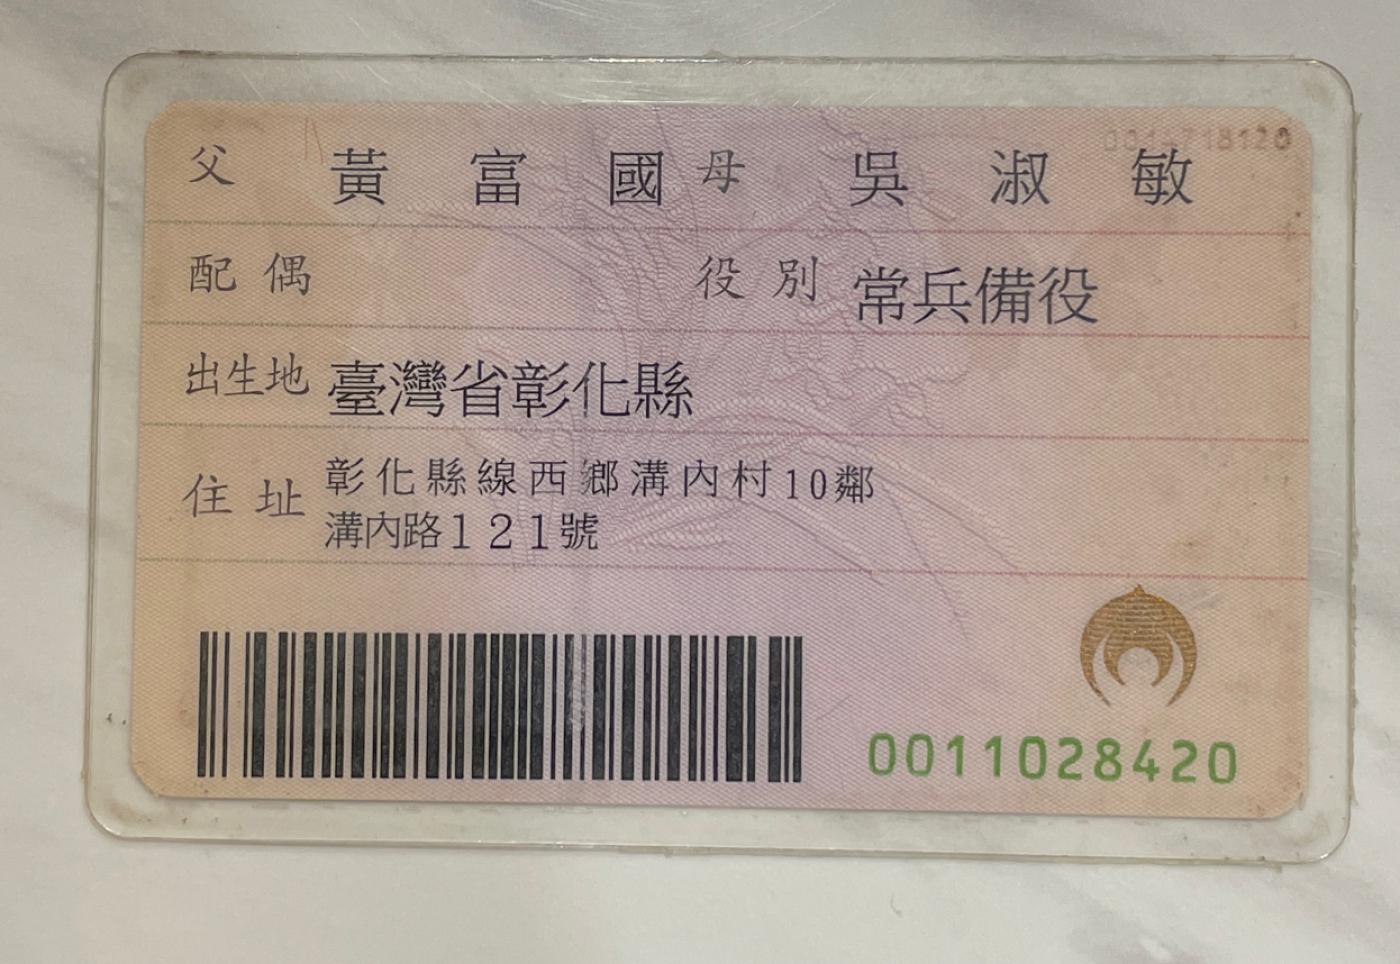 父 黃富國 母 吳淑敏
配偶 役別 常兵備役
出生地 臺灣省彰化縣
住址 彰化縣線西鄉溝內村10鄰
溝內路121號
0011028420